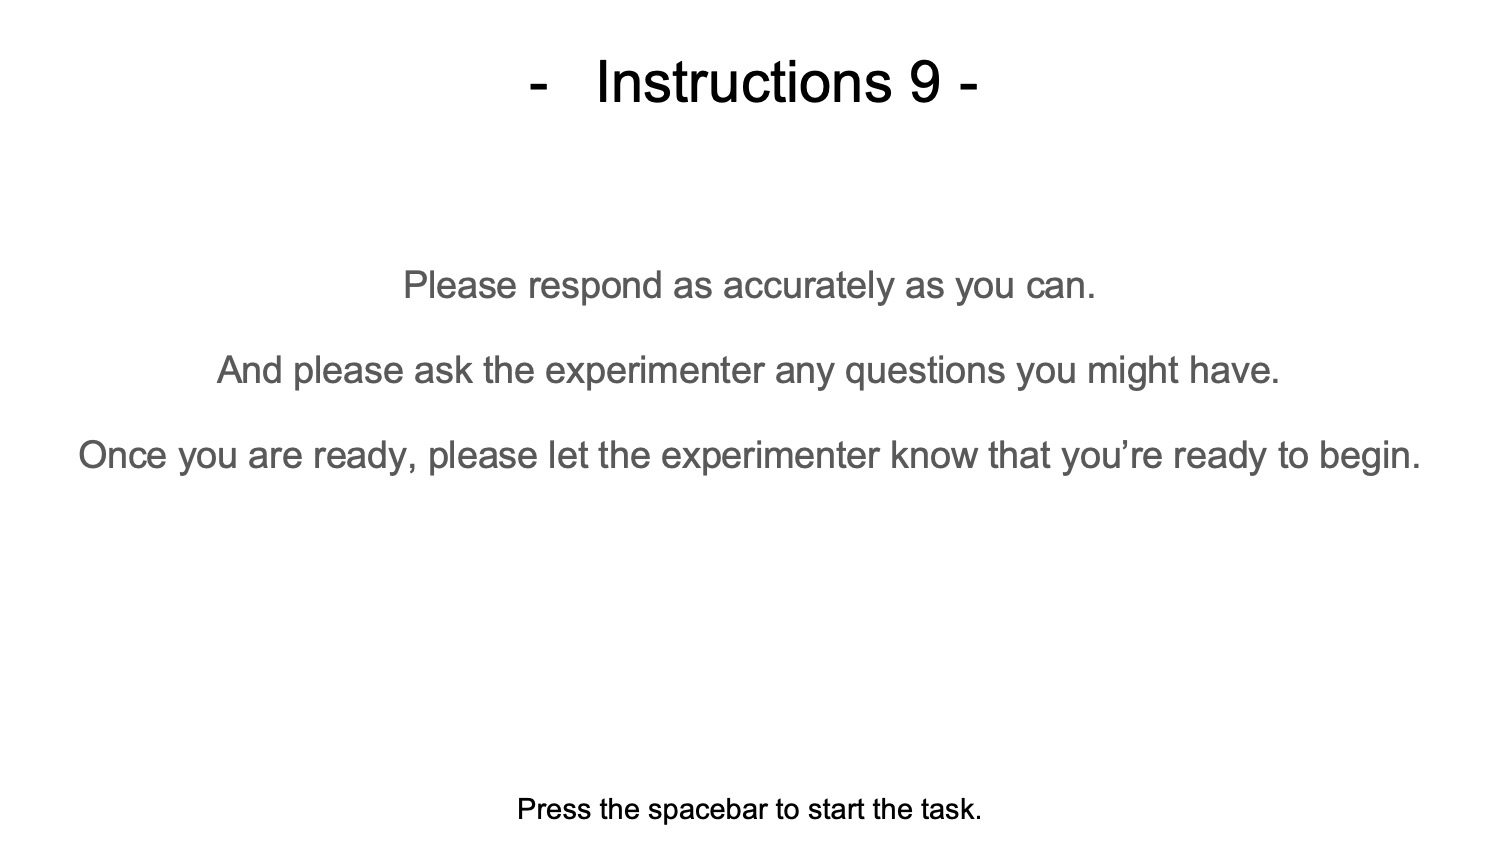 - Instructions 9 -
Please respond as accurately as you can.
And please ask the experimenter any questions you might have.
Once you are ready, please let the experimenter know that you’re ready to begin.
Press the spacebar to start the task.